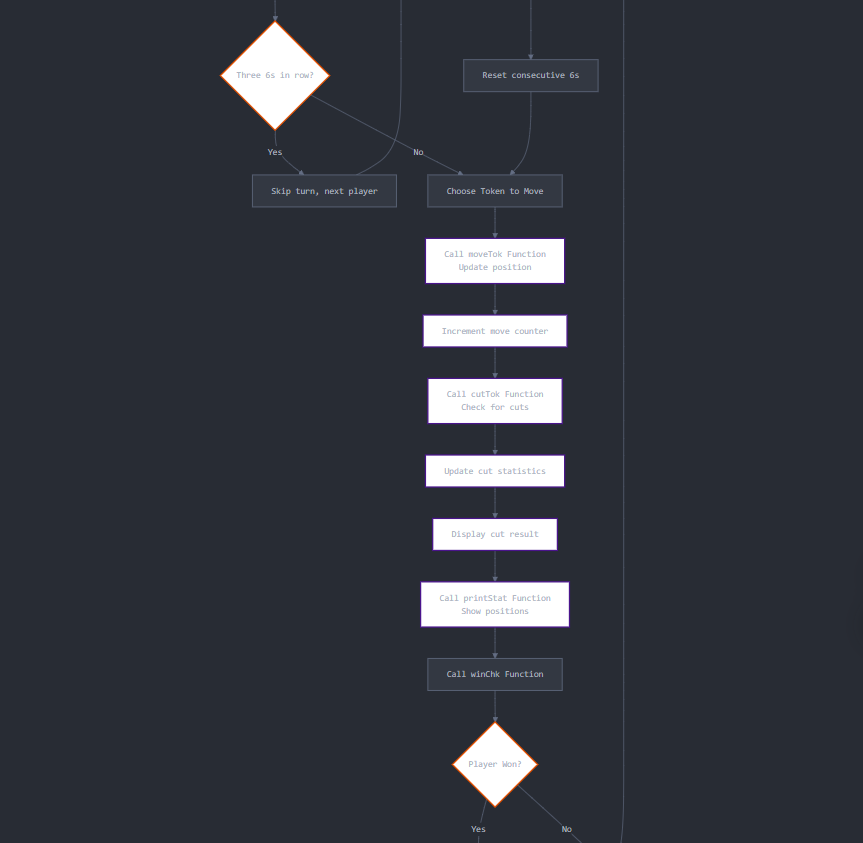 Three 6s in row?
Reset consecutive 6s
Yes
No
Skip turn, next player
Choose Token to Move
Call moveTok Function
Update position
Increment move counter
Call cutTok Function
Check for cuts
Update cut statistics
Display cut result
Call printStat Function
Show positions
Call winChk Function
Player Won?
Yes
No